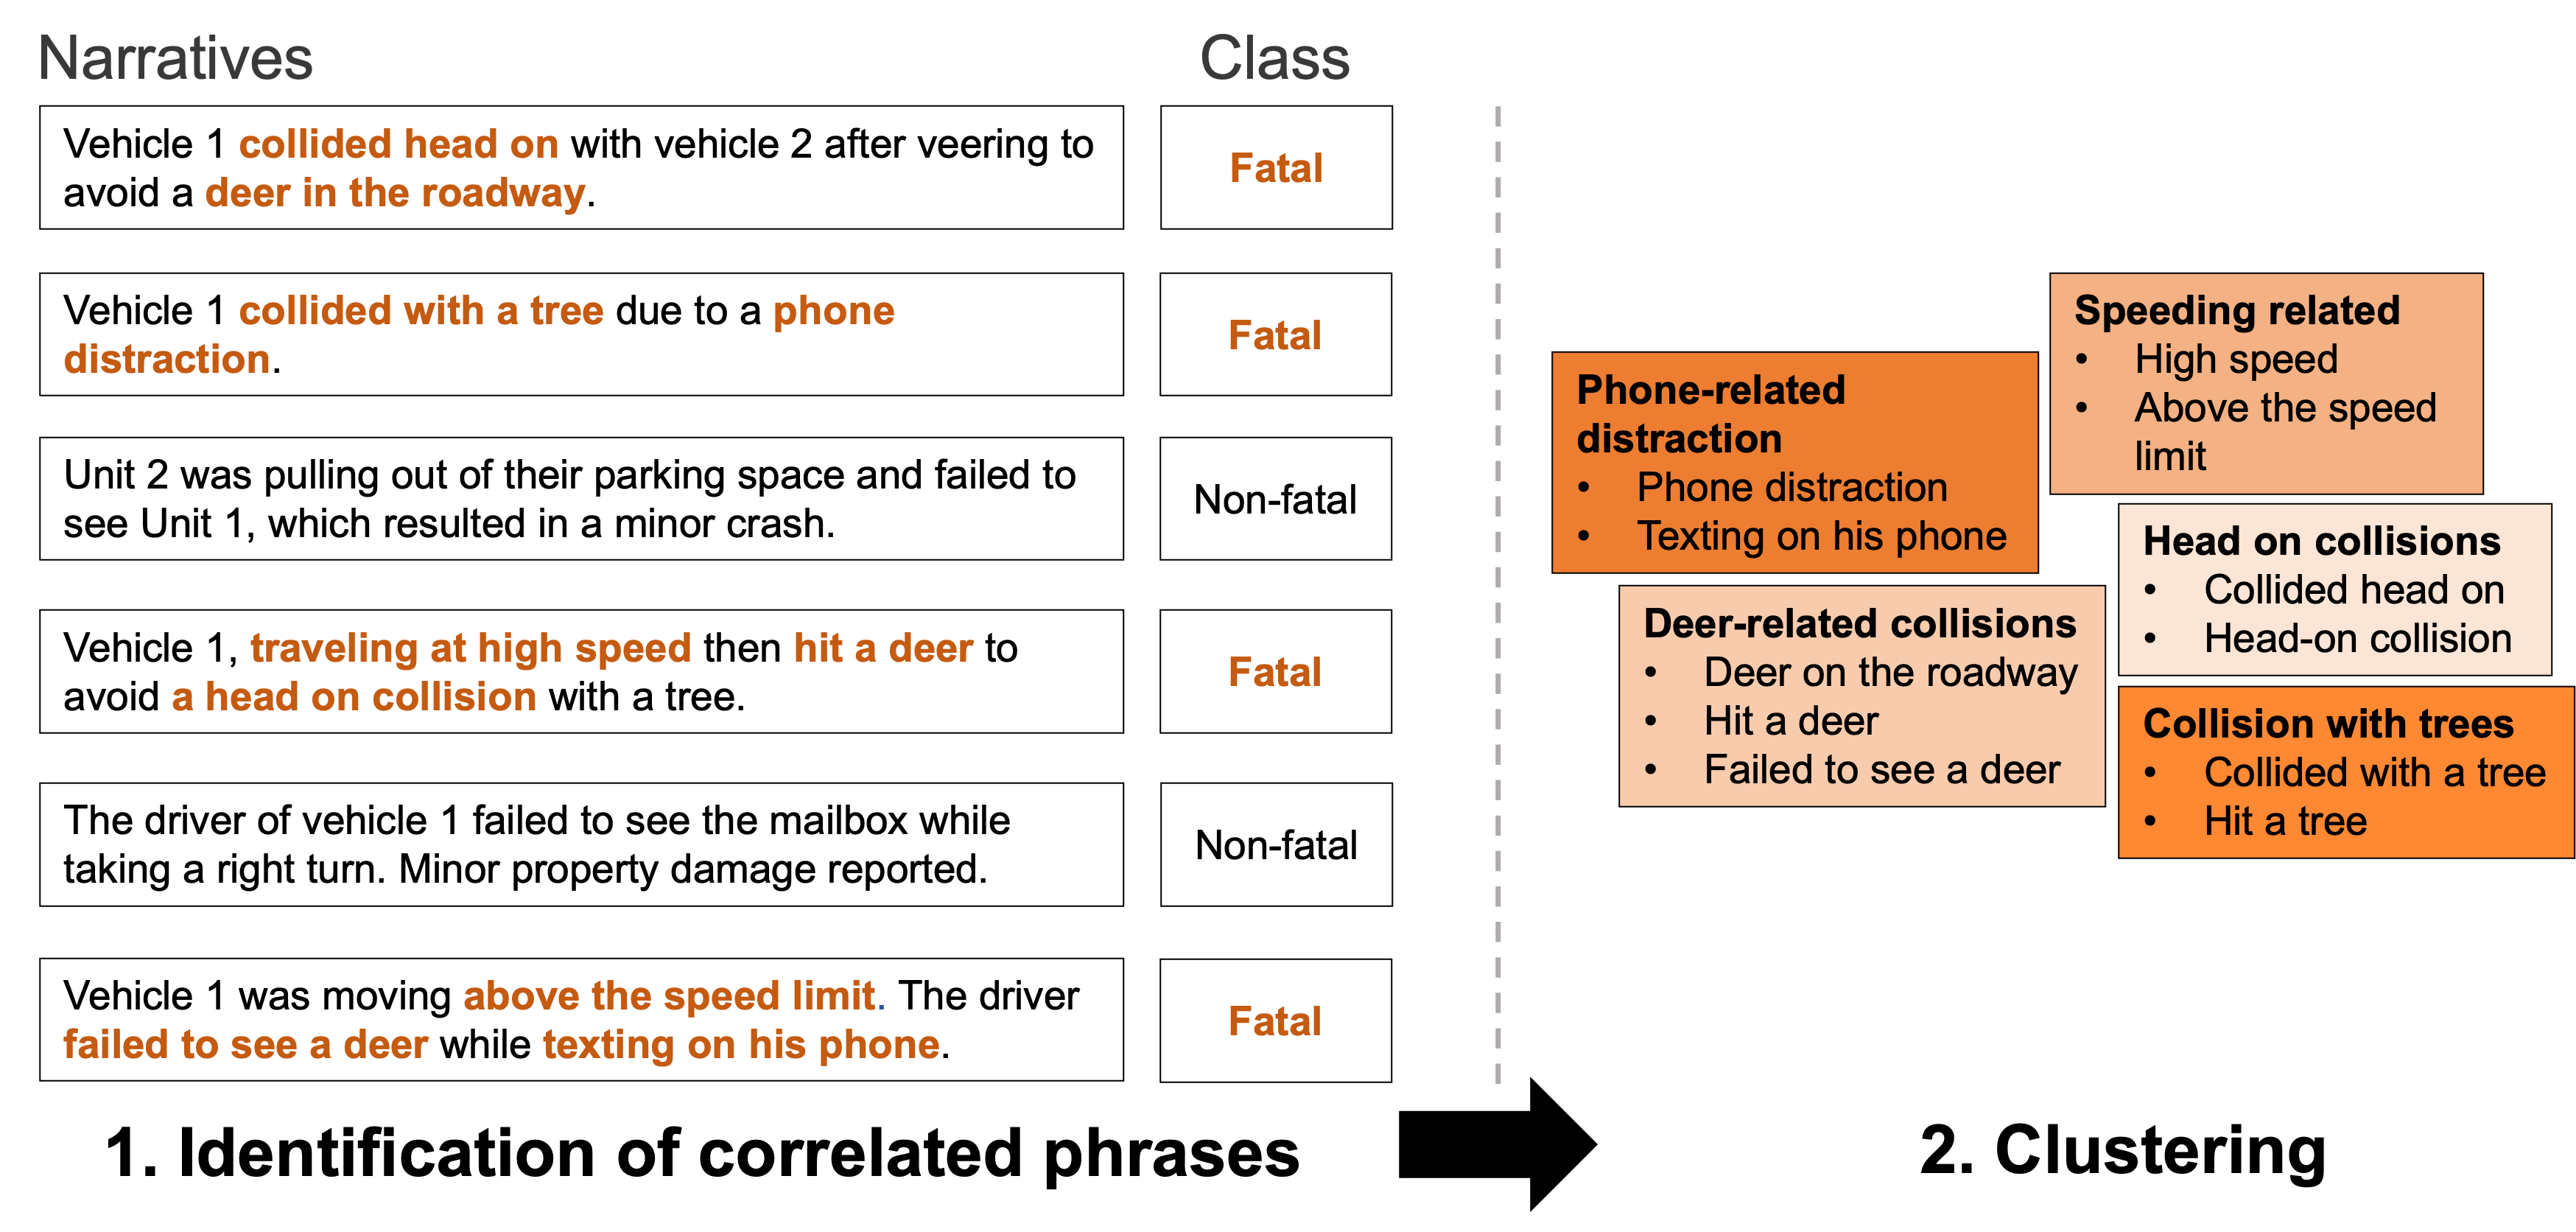 Narratives
Class
Vehicle 1 collided head on with vehicle 2 after veering to
avoid a deer in the roadway.
Fatal
Vehicle 1 collided with a tree due to a phone
distraction.
Fatal
Unit 2 was pulling out of their parking space and failed to
see Unit 1, which resulted in a minor crash.
Non-fatal
Vehicle 1, traveling at high speed then hit a deer to
avoid a head on collision with a tree.
Fatal
The driver of vehicle 1 failed to see the mailbox while
taking a right turn. Minor property damage reported.
Non-fatal
Vehicle 1 was moving above the speed limit. The driver
failed to see a deer while texting on his phone.
Fatal
1. Identification of correlated phrases
Phone-related
distraction
• Phone distraction
• Texting on his phone
Speeding related
• High speed
• Above the speed
limit
Head on collisions
• Collided head on
• Head-on collision
Deer-related collisions
• Deer on the roadway
• Hit a deer
• Failed to see a deer
Collision with trees
• Collided with a tree
• Hit a tree
2. Clustering